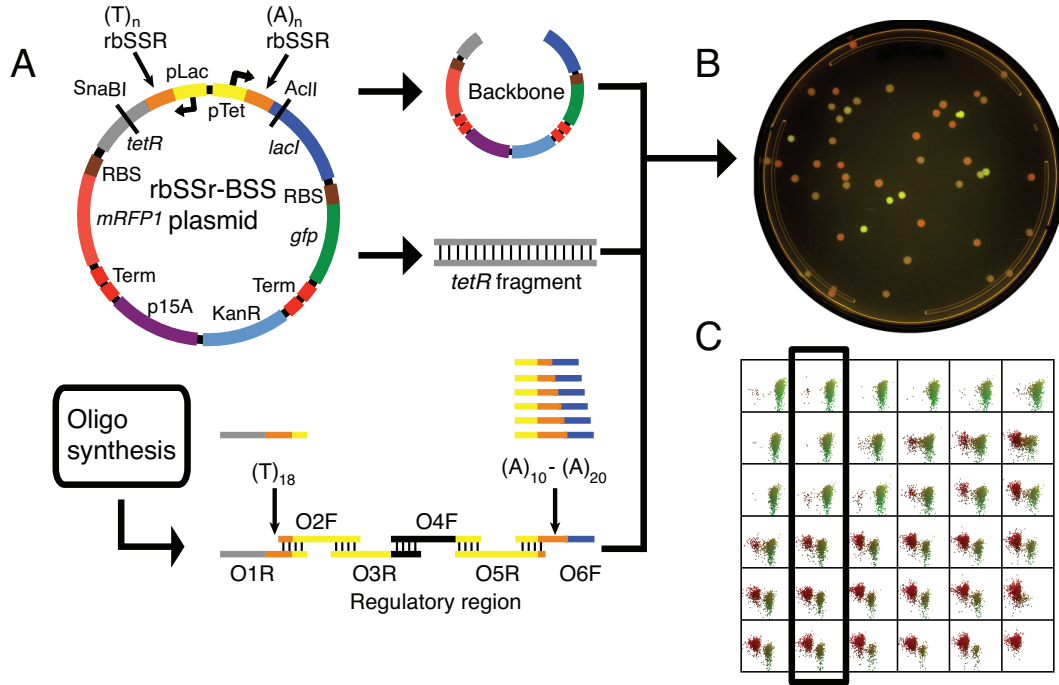 A
(T)n
rbSSR
(A)n
rbSSR
pLac
SnaBI
AclI
pTet
tetR
lacI
RBS
RBS
rbSSr-BSS
plasmid
mRFP1
gfp
Term
Term
p15A
KanR
Backbone
tetR fragment
B
C
Oligo
synthesis
(T)18
(A)10 - (A)20
O2F
O4F
O1R
O3R
O5R
O6F
Regulatory region